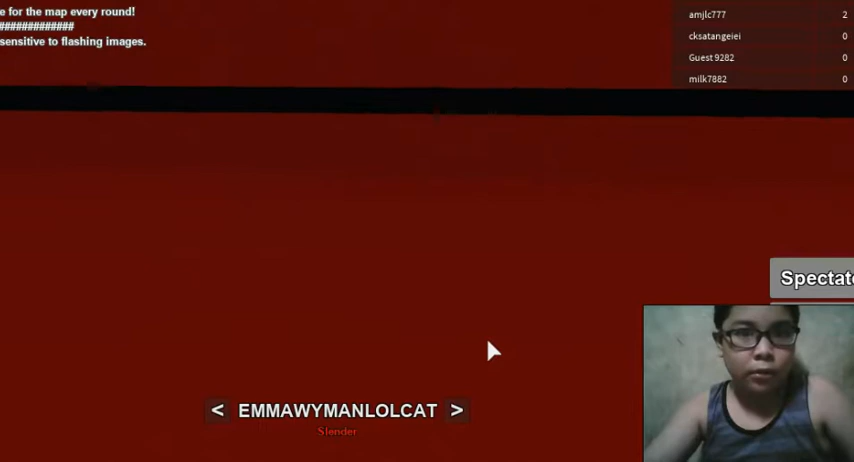 e for the map every round!
#############
sensitive to flashing images.
amjlc777 2
cksatangeiei 0
Guest 9282 0
milk7882 0
Spectate
< EMMAWYMANLOLCAT >
Slender